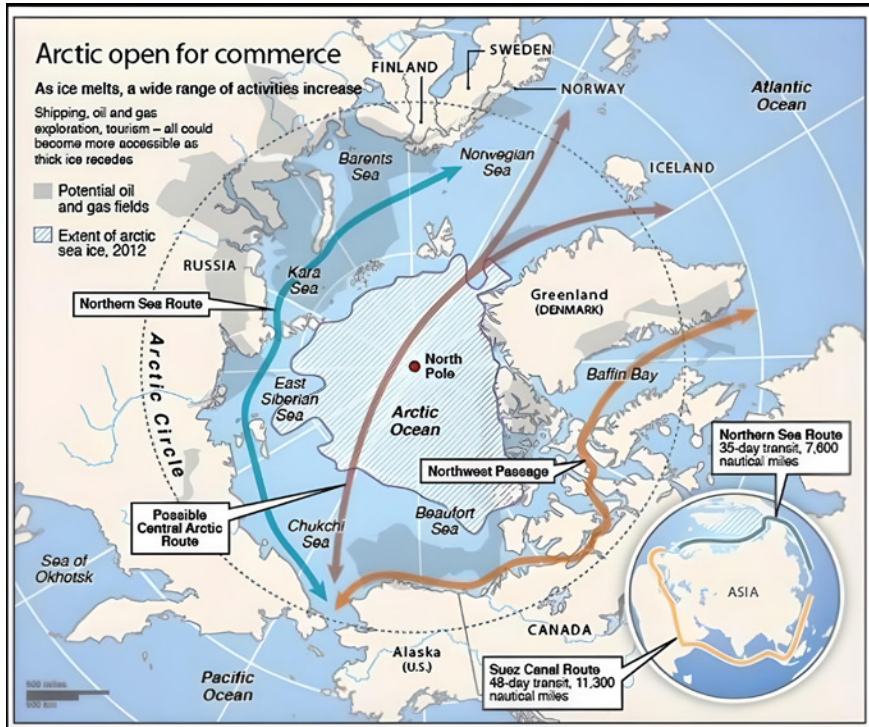 Arctic open for commerce
As ice melts, a wide range of activities increase
Shipping, oil and gas
exploration, tourism – all could
become more accessible as
thick ice recedes
Potential oil
and gas fields
Extent of arctic
sea ice, 2012
FINLAND
SWEDEN
NORWAY
Atlantic
Ocean
Barents
Sea
Norwegian
Sea
ICELAND
RUSSIA
Kara
Sea
Northern Sea Route
Greenland
(DENMARK)
Arctic Circle
North
Pole
Baffin Bay
East
Siberian
Sea
Arctic
Ocean
Northern Sea Route
35-day transit, 7,600
nautical miles
Northwest Passage
Possible
Central Arctic
Route
Chukchi
Sea
Beaufort
Sea
Sea of
Okhotsk
ASIA
CANADA
Alaska
(U.S.)
Suez Canal Route
48-day transit, 11,300
nautical miles
Pacific
Ocean
500 miles
500 km